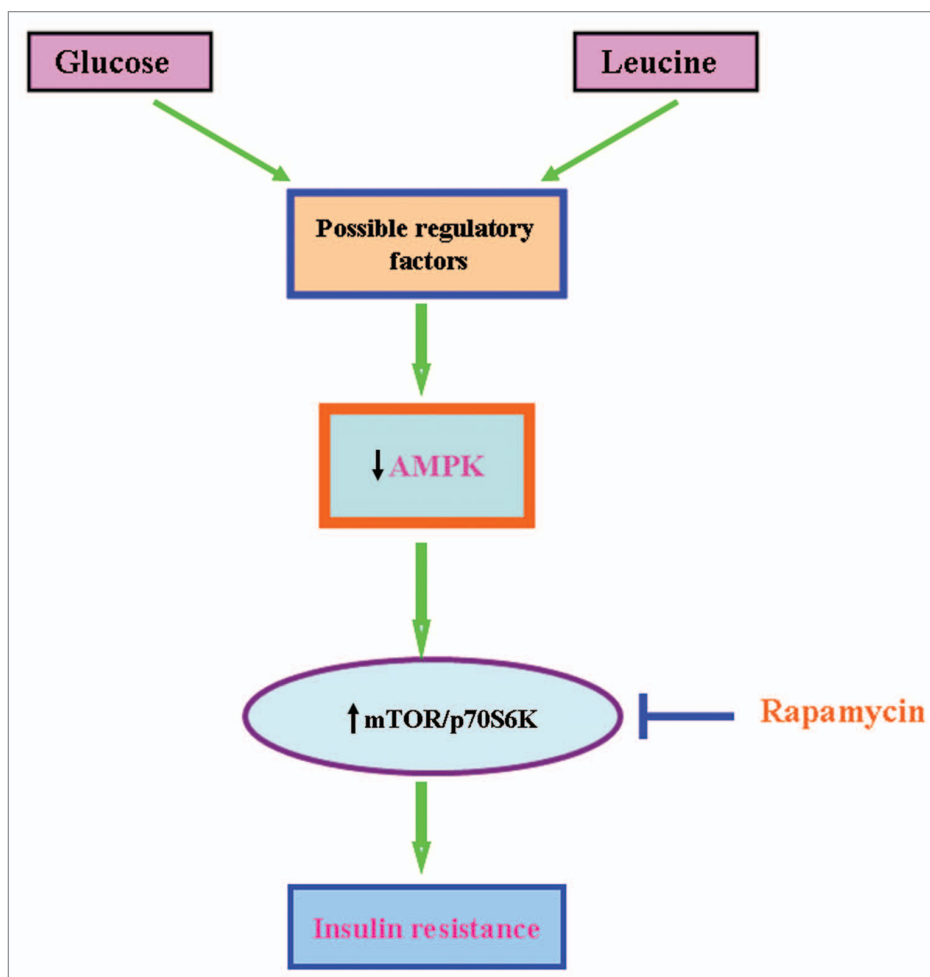 Glucose
Leucine
Possible regulatory
factors
↓ AMPK
↑ mTOR/p70S6K
Rapamycin
Insulin resistance